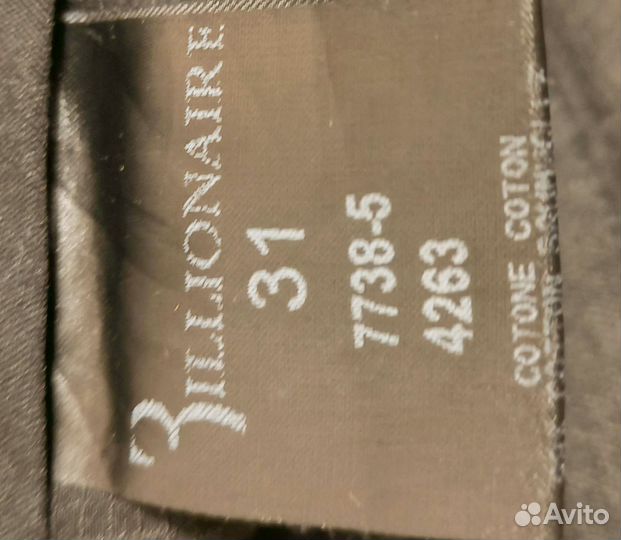 BILLIONAIRE
31
7738-5
4263
COTONE COTON
Avito